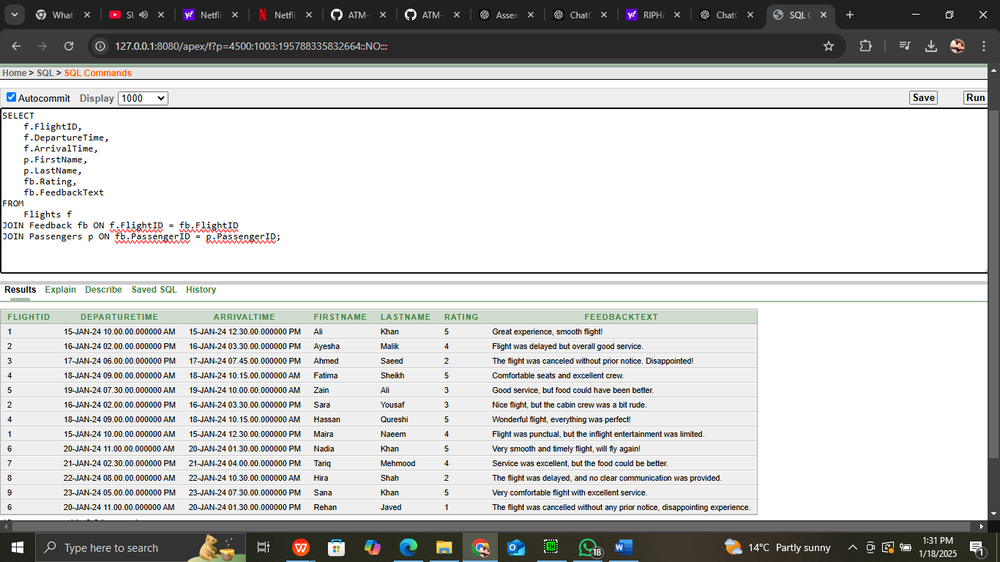 What'
SU
Netfli
Netfli
ATM-
ATM-
Assen
ChatG
RIPHA
ChatG
SQL C
127.0.0.1:8080/apex/f?p=4500:1003:195788335832664::NO:::
Home > SQL > SQL Commands
Autocommit Display 1000 Save Run
SELECT
f.FlightID,
f.DepartureTime,
f.ArrivalTime,
p.FirstName,
p.LastName,
fb.Rating,
fb.FeedbackText
FROM
Flights f
JOIN Feedback fb ON f.FlightID = fb.FlightID
JOIN Passengers p ON fb.PassengerID = p.PassengerID;
Results Explain Describe Saved SQL History
FLIGHTID DEPARTURETIME ARRIVALTIME FIRSTNAME LASTNAME RATING FEEDBACKTEXT
1 15-JAN-24 10.00.00.000000 AM 15-JAN-24 12.30.00.000000 PM Ali Khan 5 Great experience, smooth flight!
2 16-JAN-24 02.00.00.000000 PM 16-JAN-24 03.30.00.000000 PM Ayesha Malik 4 Flight was delayed but overall good service.
3 17-JAN-24 06.00.00.000000 PM 17-JAN-24 07.45.00.000000 PM Ahmed Saeed 2 The flight was canceled without prior notice. Disappointed!
4 18-JAN-24 09.00.00.000000 AM 18-JAN-24 10.15.00.000000 AM Fatima Sheikh 5 Comfortable seats and excellent crew.
5 19-JAN-24 07.30.00.000000 AM 19-JAN-24 10.00.00.000000 AM Zain Ali 3 Good service, but food could have been better.
2 16-JAN-24 02.00.00.000000 PM 16-JAN-24 03.30.00.000000 PM Sara Yousaf 3 Nice flight, but the cabin crew was a bit rude.
4 18-JAN-24 09.00.00.000000 AM 18-JAN-24 10.15.00.000000 AM Hassan Qureshi 5 Wonderful flight, everything was perfect!
1 15-JAN-24 10.00.00.000000 AM 15-JAN-24 12.30.00.000000 PM Maira Naeem 4 Flight was punctual, but the inflight entertainment was limited.
6 20-JAN-24 11.00.00.000000 AM 20-JAN-24 01.30.00.000000 PM Nadia Khan 5 Very smooth and timely flight, will fly again!
7 21-JAN-24 02.30.00.000000 PM 21-JAN-24 04.00.00.000000 PM Tariq Mehmood 4 Service was excellent, but the food could be better.
8 22-JAN-24 08.00.00.000000 AM 22-JAN-24 10.30.00.000000 AM Hira Shah 2 The flight was delayed, and no clear communication was provided.
9 23-JAN-24 05.00.00.000000 PM 23-JAN-24 07.30.00.000000 PM Sana Khan 5 Very comfortable flight with excellent service.
6 20-JAN-24 11.00.00.000000 AM 20-JAN-24 01.30.00.000000 PM Rehan Javed 1 The flight was cancelled without any prior notice, disappointing experience.
Type here to search
18
14°C Partly sunny
1:31 PM
1/18/2025
1